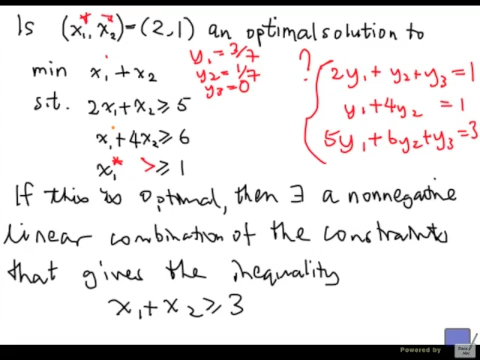 Is (x₁*, x₂*) = (2,1) an optimal solution to
min x₁ + x₂
s.t. 2x₁ + x₂ ≥ 5
x₁ + 4x₂ ≥ 6
x₁* > ≥ 1
y₁ = 3/7
y₂ = 1/7
y₃ = 0
?
2y₁ + y₂ + y₃ = 1
y₁ + 4y₂ = 1
5y₁ + 6y₂ + y₃ = 3
If this is optimal, then ∃ a nonnegative
linear combination of the constraints
that gives the inequality
x₁ + x₂ ≥ 3
Powered By